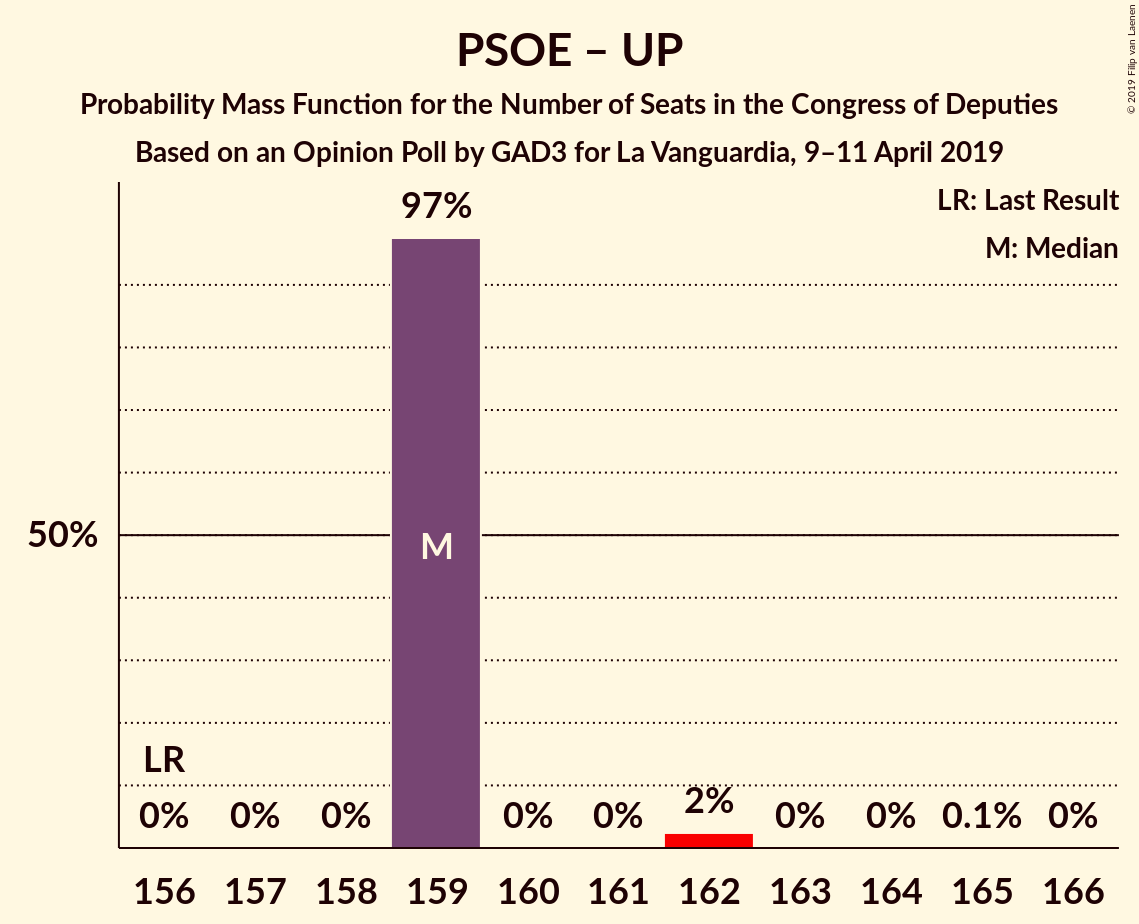 PSOE – UP
Probability Mass Function for the Number of Seats in the Congress of Deputies
Based on an Opinion Poll by GAD3 for La Vanguardia, 9–11 April 2019
© 2019 Filip van Laenen
LR: Last Result
M: Median
97%
50%
M
LR
0% 0% 0% 0% 0% 2% 0% 0% 0.1% 0%
156 157 158 159 160 161 162 163 164 165 166